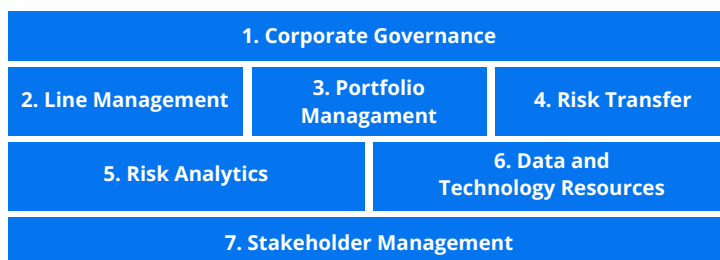 1. Corporate Governance
2. Line Management
3. Portfolio
Managament
4. Risk Transfer
5. Risk Analytics
6. Data and
Technology Resources
7. Stakeholder Management